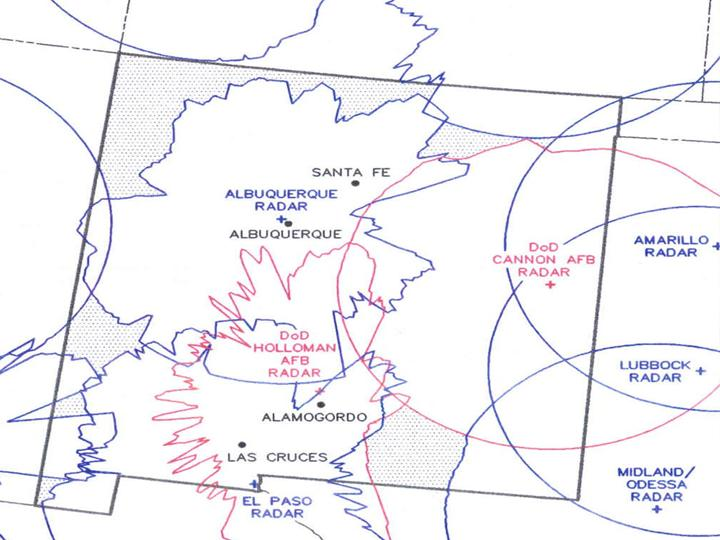 SANTA FE
ALBUQUERQUE
RADAR
ALBUQUERQUE
DoD
CANNON AFB
RADAR
AMARILLO
RADAR
DoD
HOLLOMAN
AFB
RADAR
LUBBOCK
RADAR
ALAMOGORDO
LAS CRUCES
EL PASO
RADAR
MIDLAND/
ODESSA
RADAR